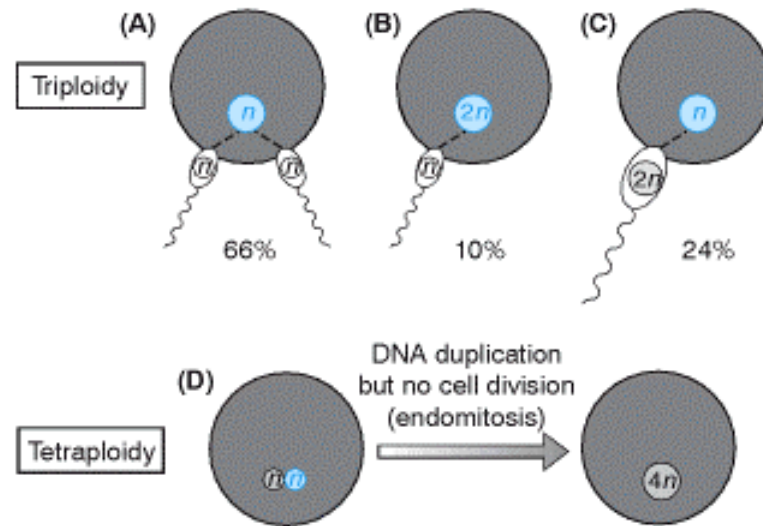 (A)
(B)
(C)
Triploidy
n
2n
n
n
n
n
2n
66%
10%
24%
DNA duplication
but no cell division
(endomitosis)
(D)
Tetraploidy
n n
4n